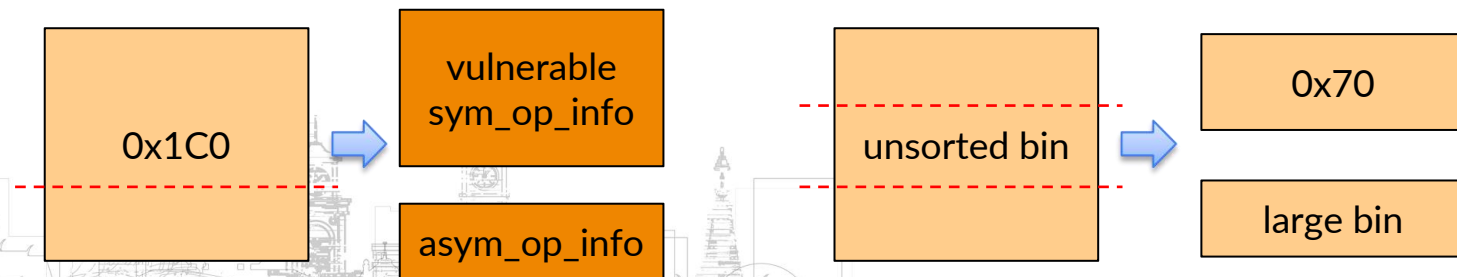 0x1C0
vulnerable
sym_op_info
asym_op_info
unsorted bin
0x70
large bin